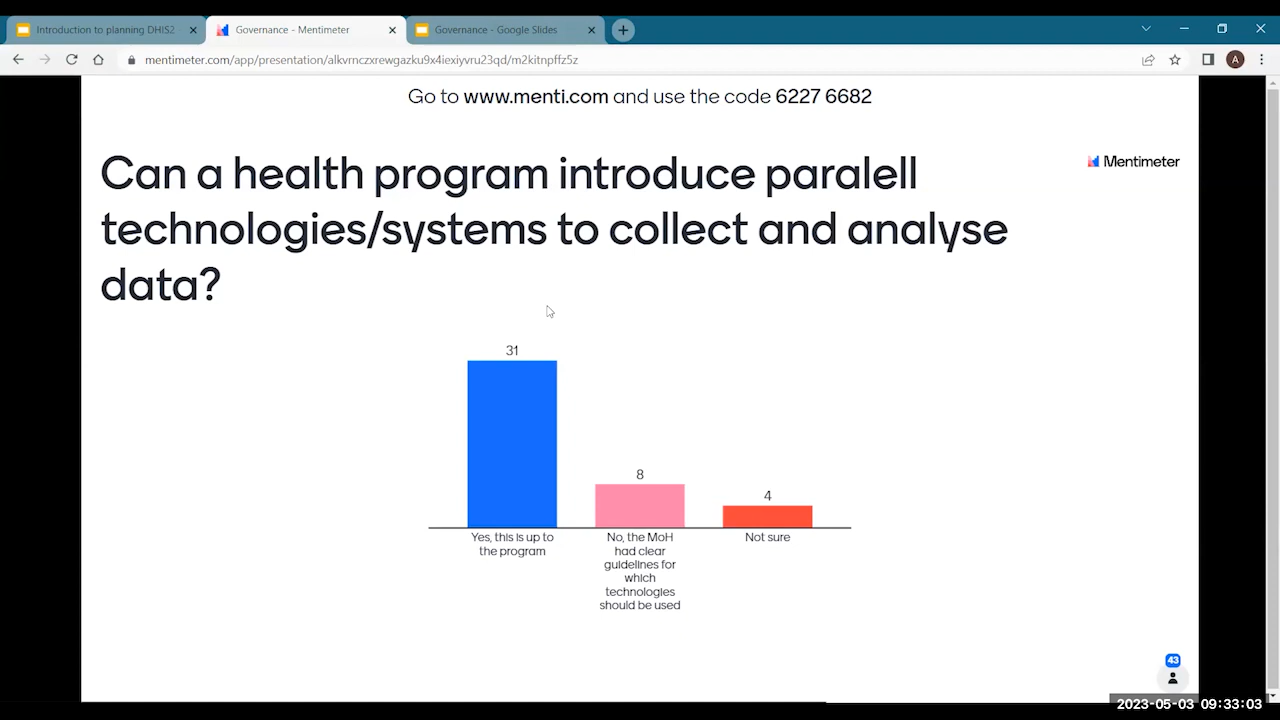 Introduction to planning DHIS2
Governance - Mentimeter
Governance - Google Slides
mentimeter.com/app/presentation/alkvrnczxrewgazku9x4iexiyvru23qd/m2kitnpffz5z
A
Go to www.menti.com and use the code 6227 6682
Can a health program introduce paralell
technologies/systems to collect and analyse
data?
Mentimeter
31
8
4
Yes, this is up to
the program
No, the MoH
had clear
guidelines for
which
technologies
should be used
Not sure
43
2023-05-03 09:33:03